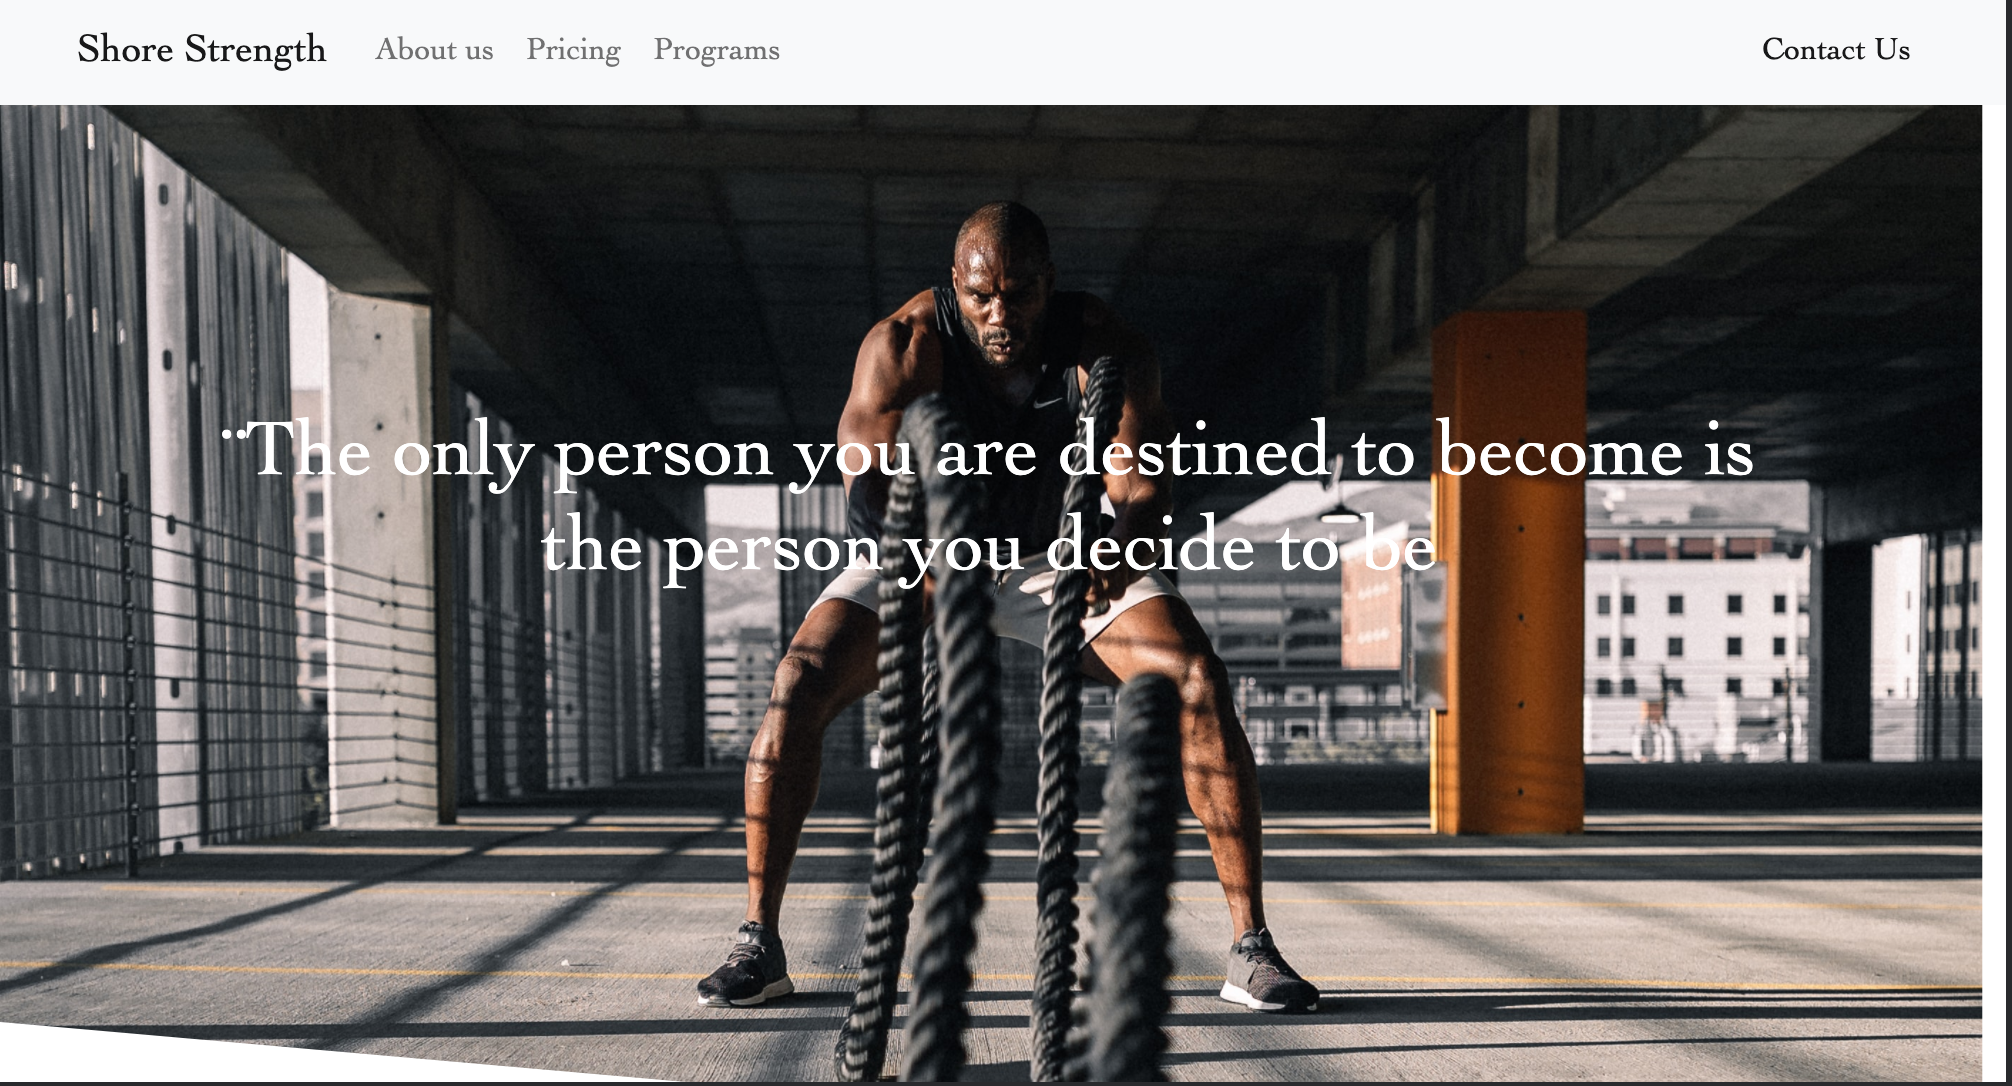 Shore Strength About us Pricing Programs Contact Us
¨The only person you are destined to become is
the person you decide to be